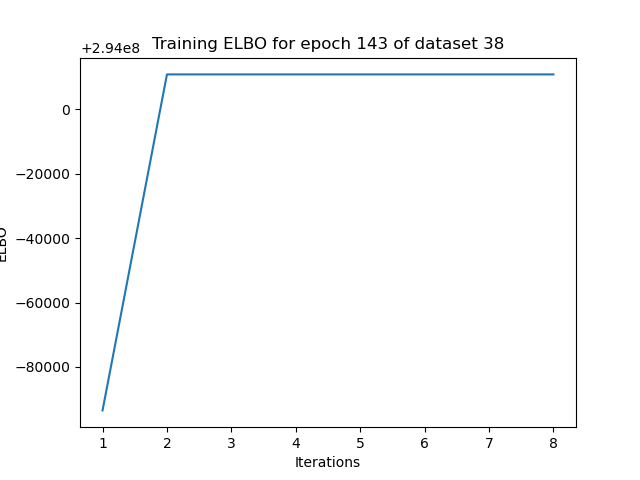 +2.94e8
Training ELBO for epoch 143 of dataset 38
0
−20000
−40000
−60000
−80000
ELBO
1 2 3 4 5 6 7 8
Iterations